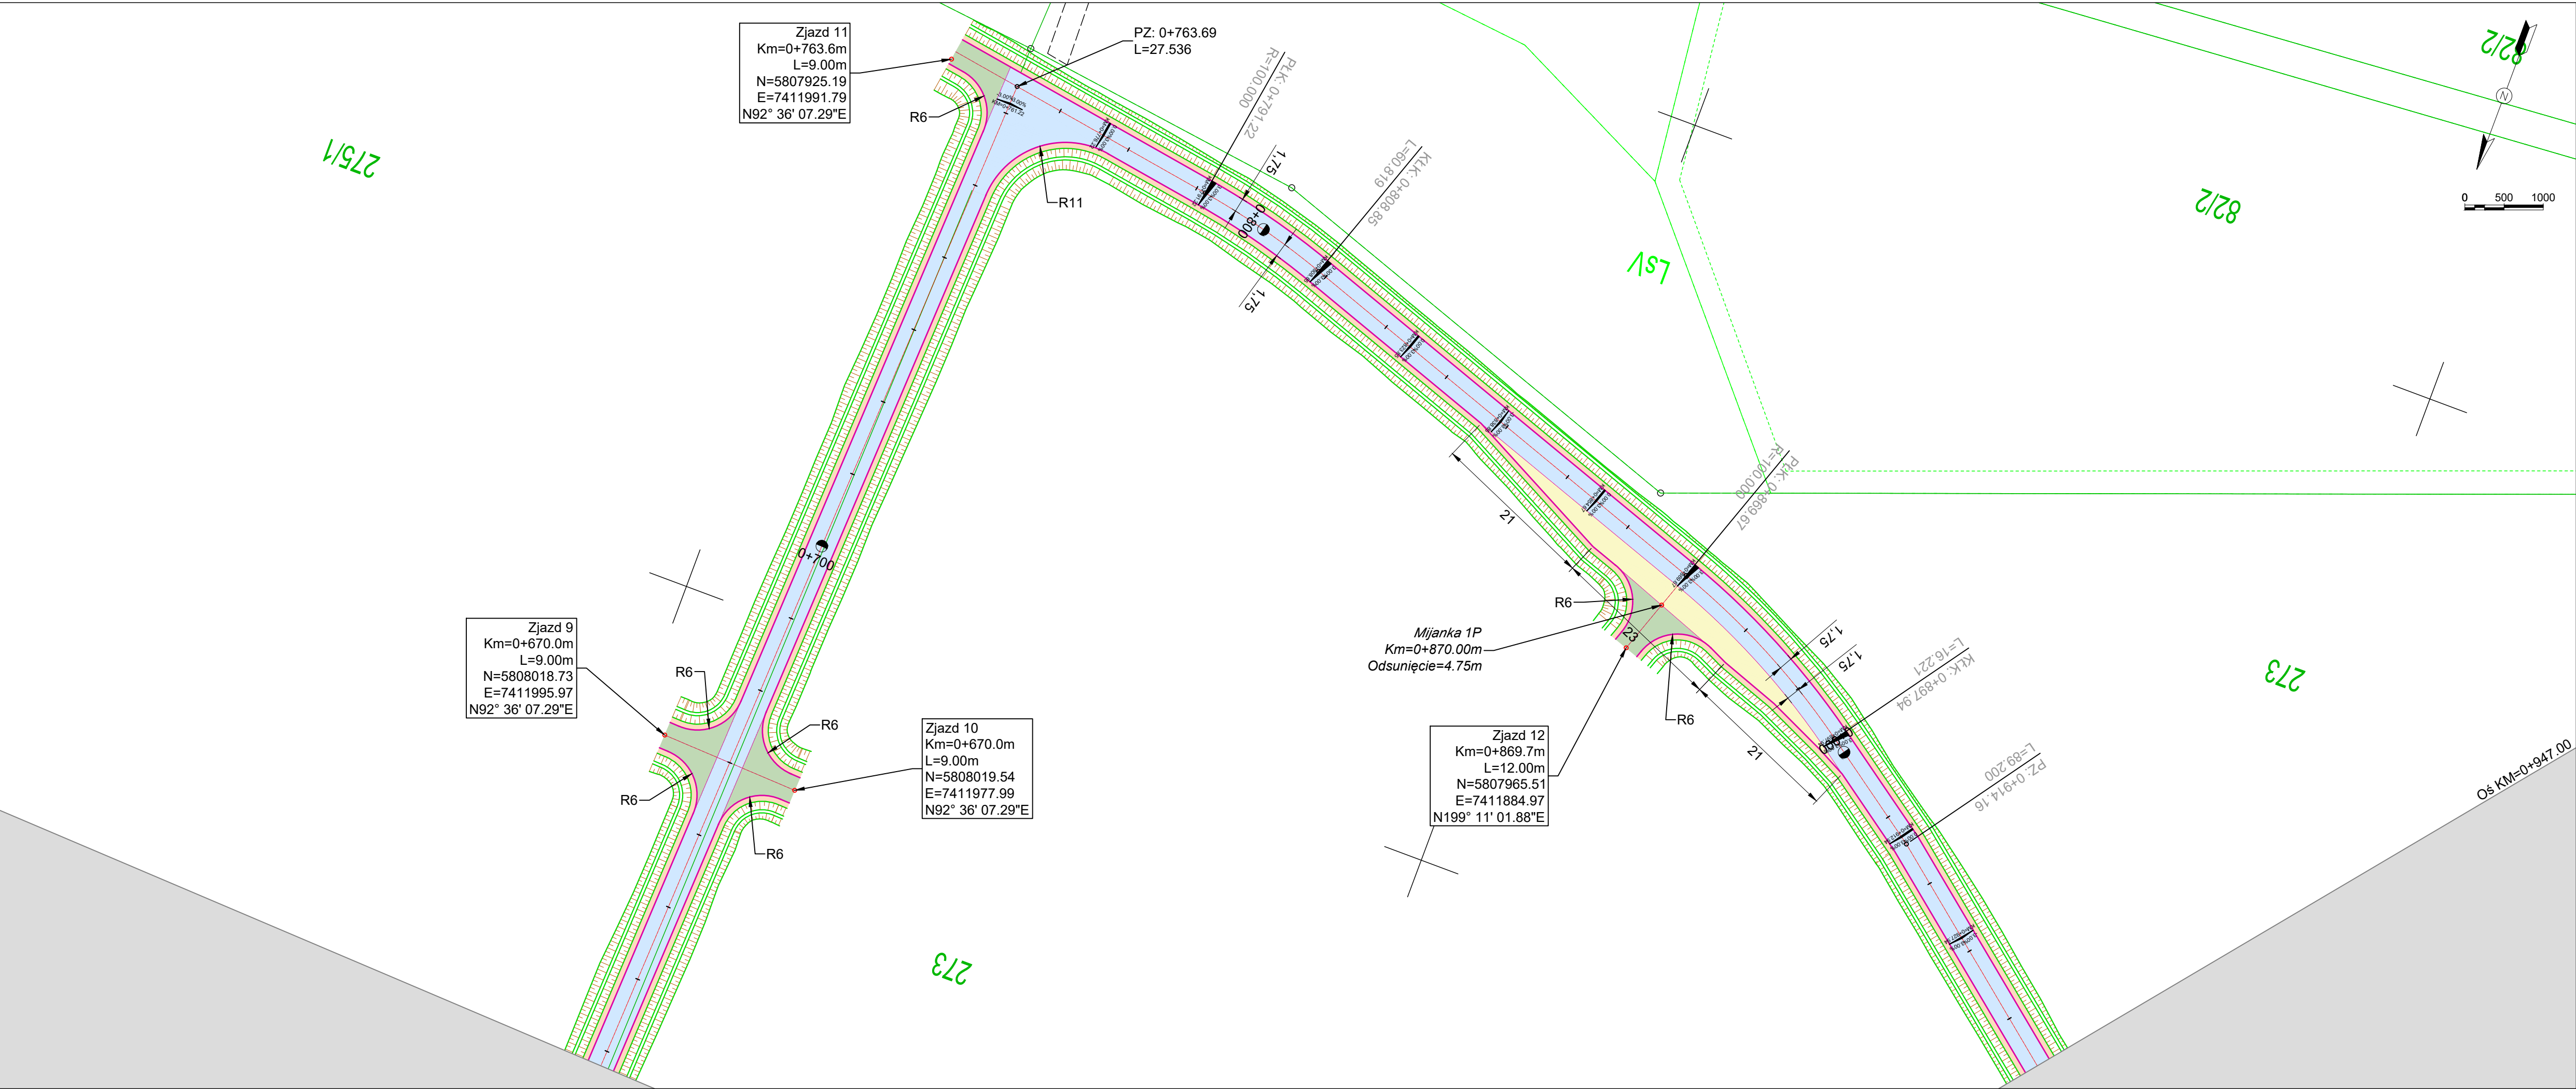 Zjazd 11
Km=0+763.6m
L=9.00m
N=5807925.19
E=7411991.79
N92° 36' 07.29"E
R6
PZ: 0+763.69
L=27.536
R11
PŁK: 0+791.22
R=100.000
1,75
0+800
1,75
KŁK: 0+808.85
L=60.819
275/1
LsV
82/2
82/2
N
0 500 1000
0+700
Zjazd 9
Km=0+670.0m
L=9.00m
N=5808018.73
E=7411995.97
N92° 36' 07.29"E
R6
R6
R6
R6
Zjazd 10
Km=0+670.0m
L=9.00m
N=5808019.54
E=7411977.99
N92° 36' 07.29"E
273
PŁK: 0+869.67
R=100.000
21
23
21
R6
R6
Mijanka 1P
Km=0+870.00m
Odsunięcie=4.75m
Zjazd 12
Km=0+869.7m
L=12.00m
N=5807965.51
E=7411884.97
N199° 11' 01.88"E
1,75
1,75
KŁK: 0+897.94
L=16.221
0+900
PZ: 0+914.16
L=89.200
273
Oś KM=0+947.00